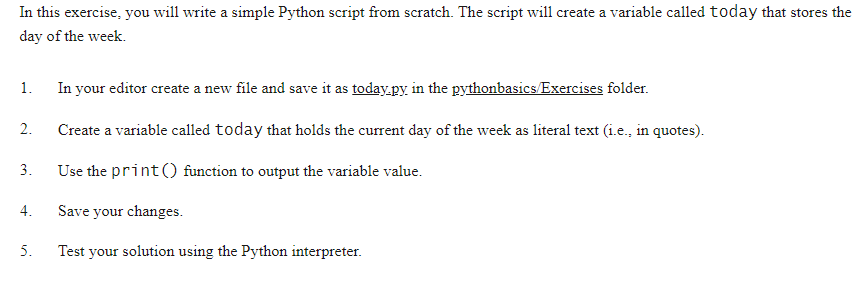 In this exercise, you will write a simple Python script from scratch. The script will create a variable called today that stores the
day of the week.
1. In your editor create a new file and save it as today.py in the pythonbasics/Exercises folder.
2. Create a variable called today that holds the current day of the week as literal text (i.e., in quotes).
3. Use the print() function to output the variable value.
4. Save your changes.
5. Test your solution using the Python interpreter.